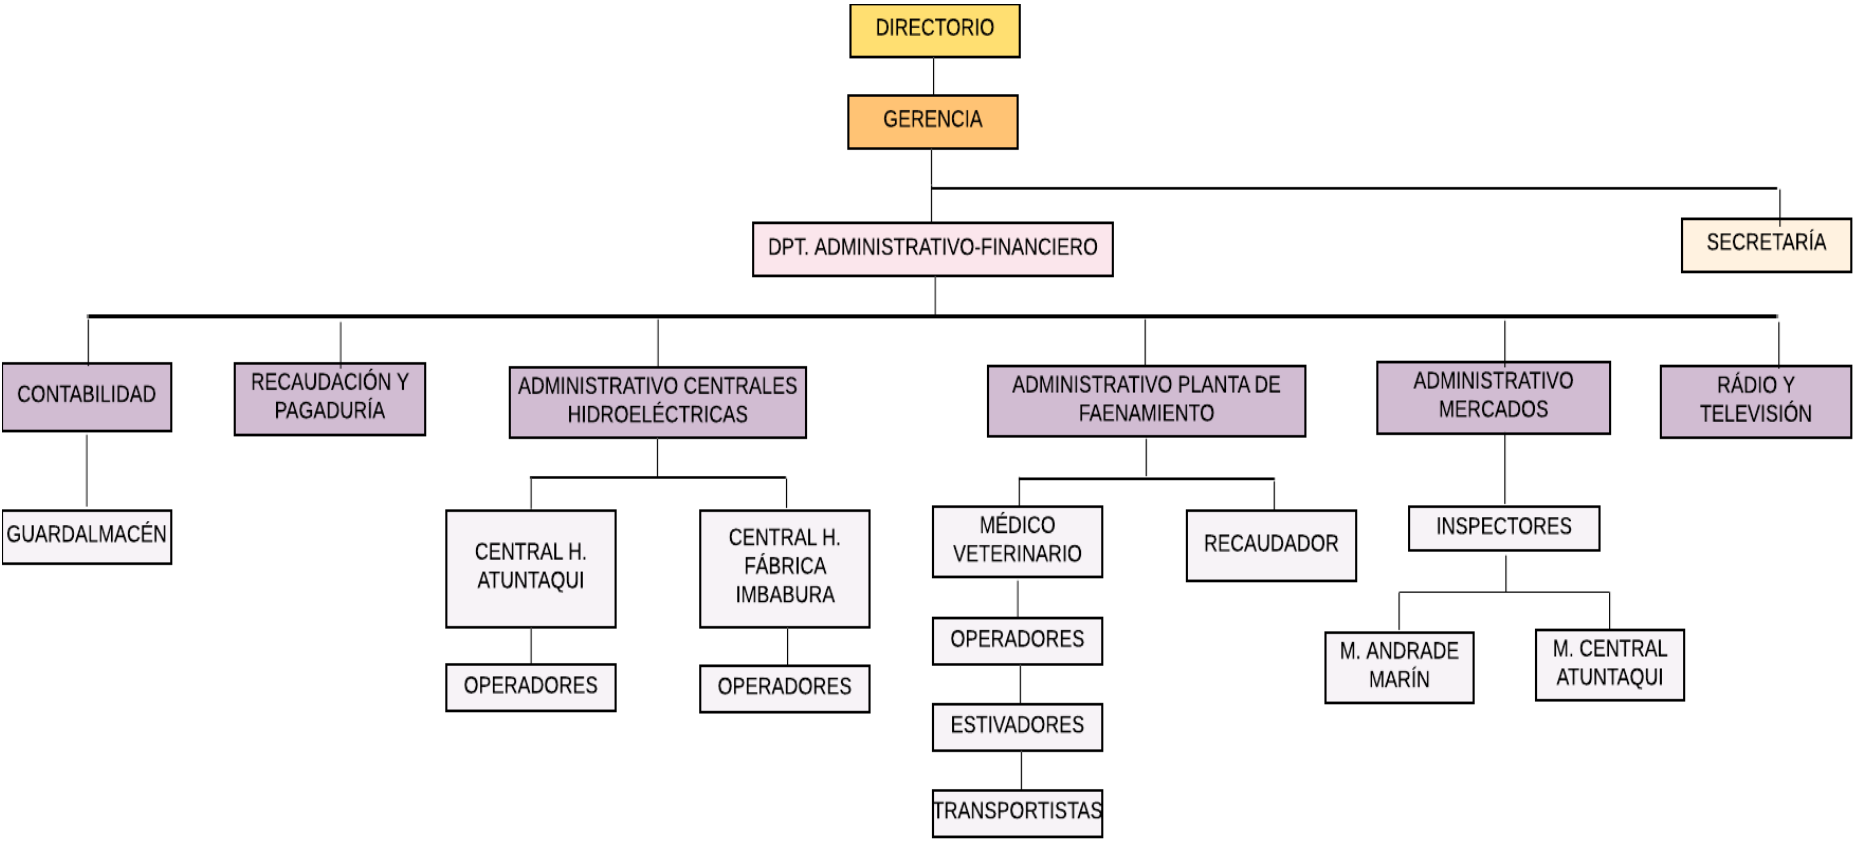 DIRECTORIO
GERENCIA
DPT. ADMINISTRATIVO-FINANCIERO
SECRETARÍA
CONTABILIDAD
RECAUDACIÓN Y
PAGADURÍA
ADMINISTRATIVO CENTRALES
HIDROELÉCTRICAS
ADMINISTRATIVO PLANTA DE
FAENAMIENTO
ADMINISTRATIVO
MERCADOS
RÁDIO Y
TELEVISIÓN
GUARDALMACÉN
CENTRAL H.
ATUNTAQUI
CENTRAL H.
FÁBRICA
IMBABURA
MÉDICO
VETERINARIO
RECAUDADOR
INSPECTORES
OPERADORES
OPERADORES
OPERADORES
M. ANDRADE
MARÍN
M. CENTRAL
ATUNTAQUI
ESTIVADORES
TRANSPORTISTAS